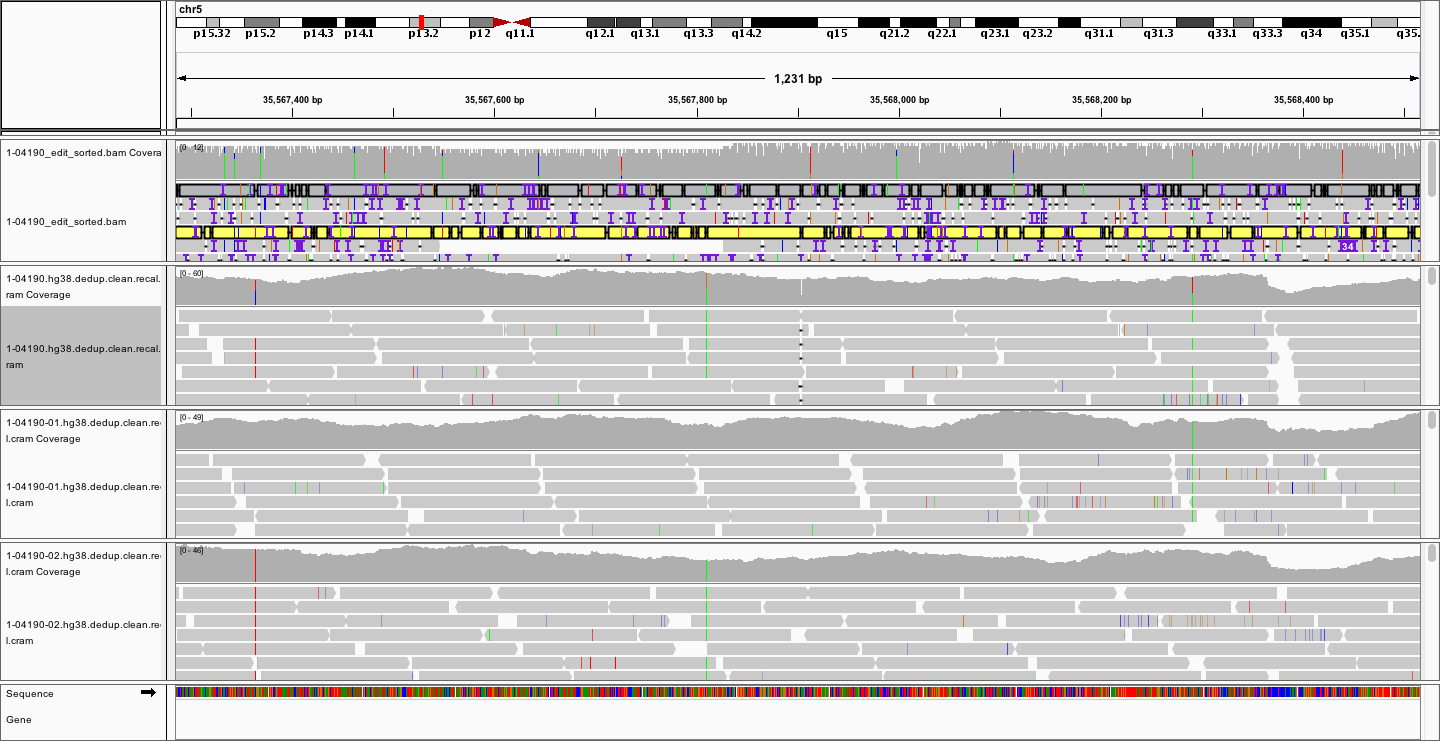 chr5
p15.32 p15.2 p14.3 p14.1 p13.2 p12 q11.1 q12.1 q13.1 q13.3 q14.2 q15 q21.2 q22.1 q23.1 q23.2 q31.1 q31.3 q33.1 q33.3 q34 q35.1 q35.
1,231 bp
35,567,400 bp 35,567,600 bp 35,567,800 bp 35,568,000 bp 35,568,200 bp 35,568,400 bp
1-04190_edit_sorted.bam Covera
[0 - 12]
1-04190_edit_sorted.bam
34
1-04190.hg38.dedup.clean.recal.
ram Coverage
[0 - 60]
1-04190.hg38.dedup.clean.recal.
ram
1-04190-01.hg38.dedup.clean.re
l.cram Coverage
[0 - 49]
1-04190-01.hg38.dedup.clean.re
l.cram
1-04190-02.hg38.dedup.clean.re
l.cram Coverage
[0 - 46]
1-04190-02.hg38.dedup.clean.re
l.cram
Sequence
Gene